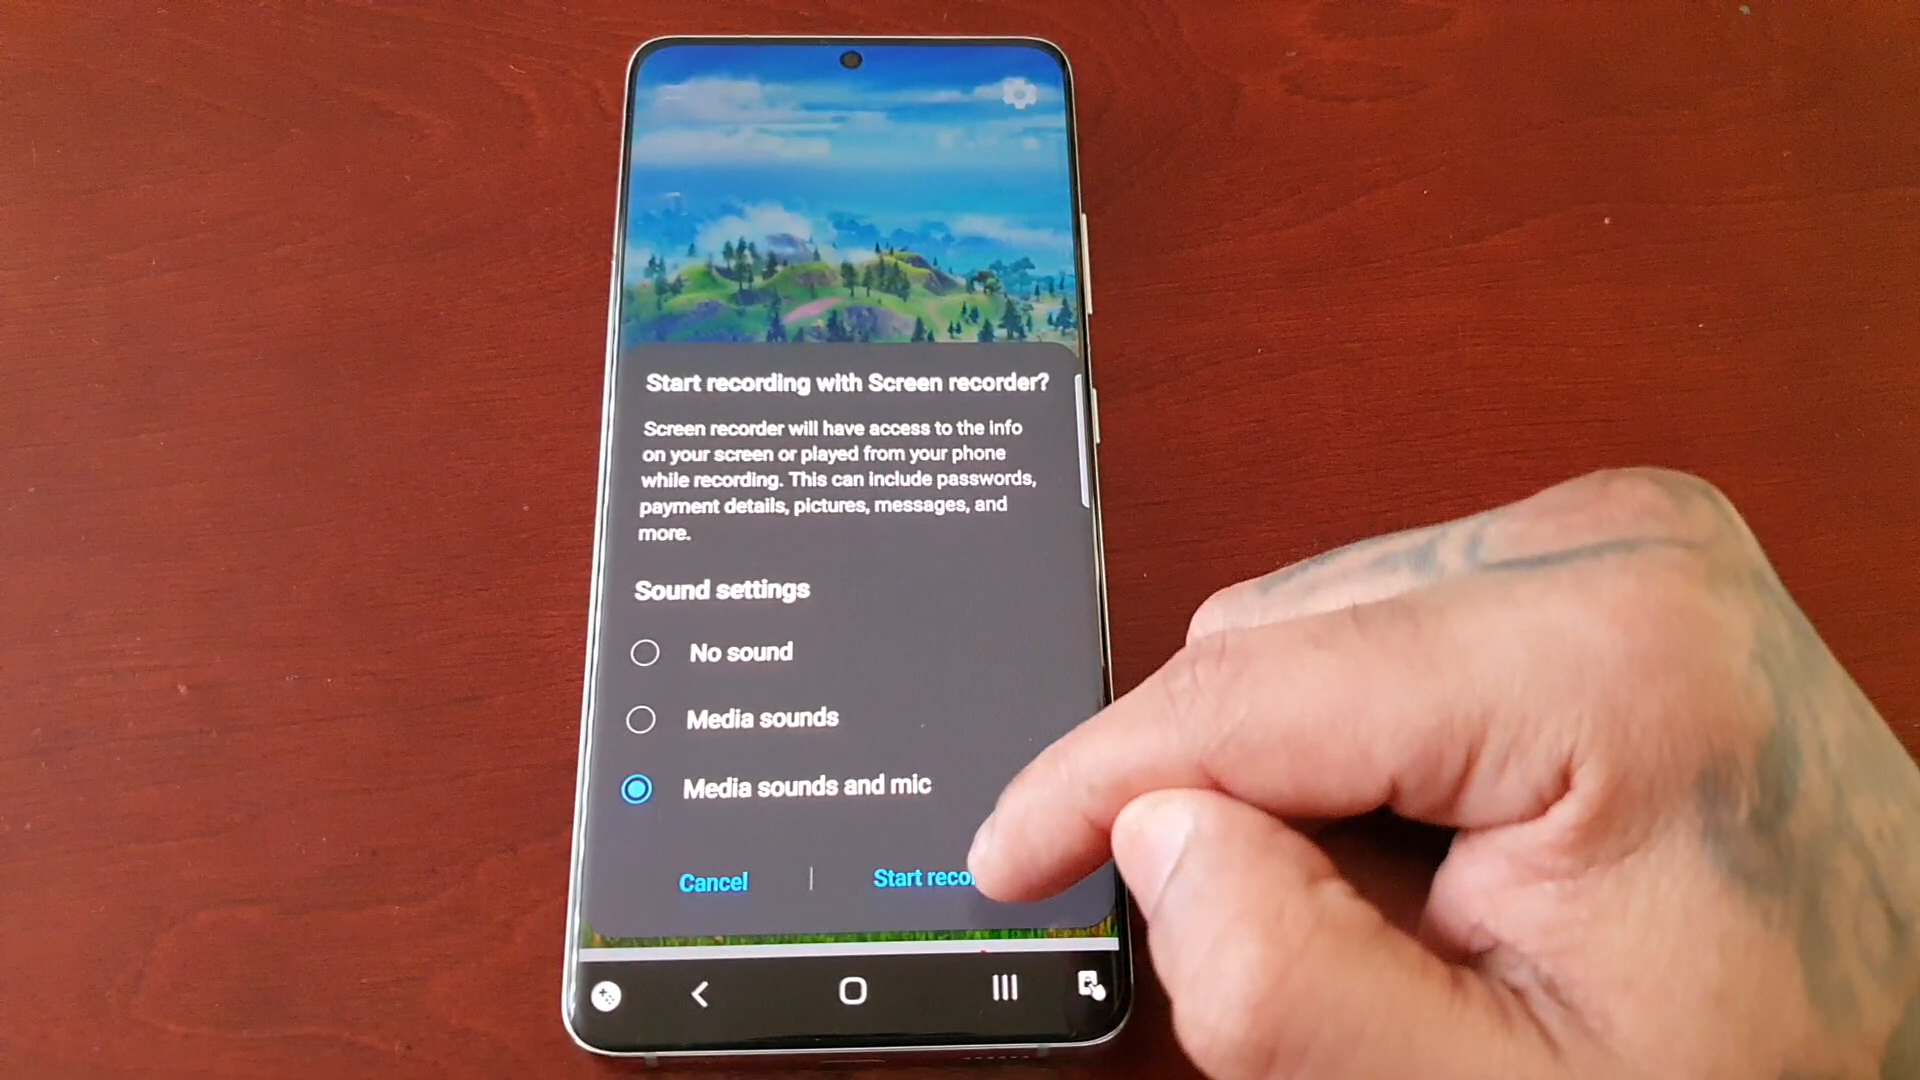 Start recording with Screen recorder?
Screen recorder will have access to the info
on your screen or played from your phone
while recording. This can include passwords,
payment details, pictures, messages, and
more.
Sound settings
No sound
Media sounds
Media sounds and mic
Cancel | Start